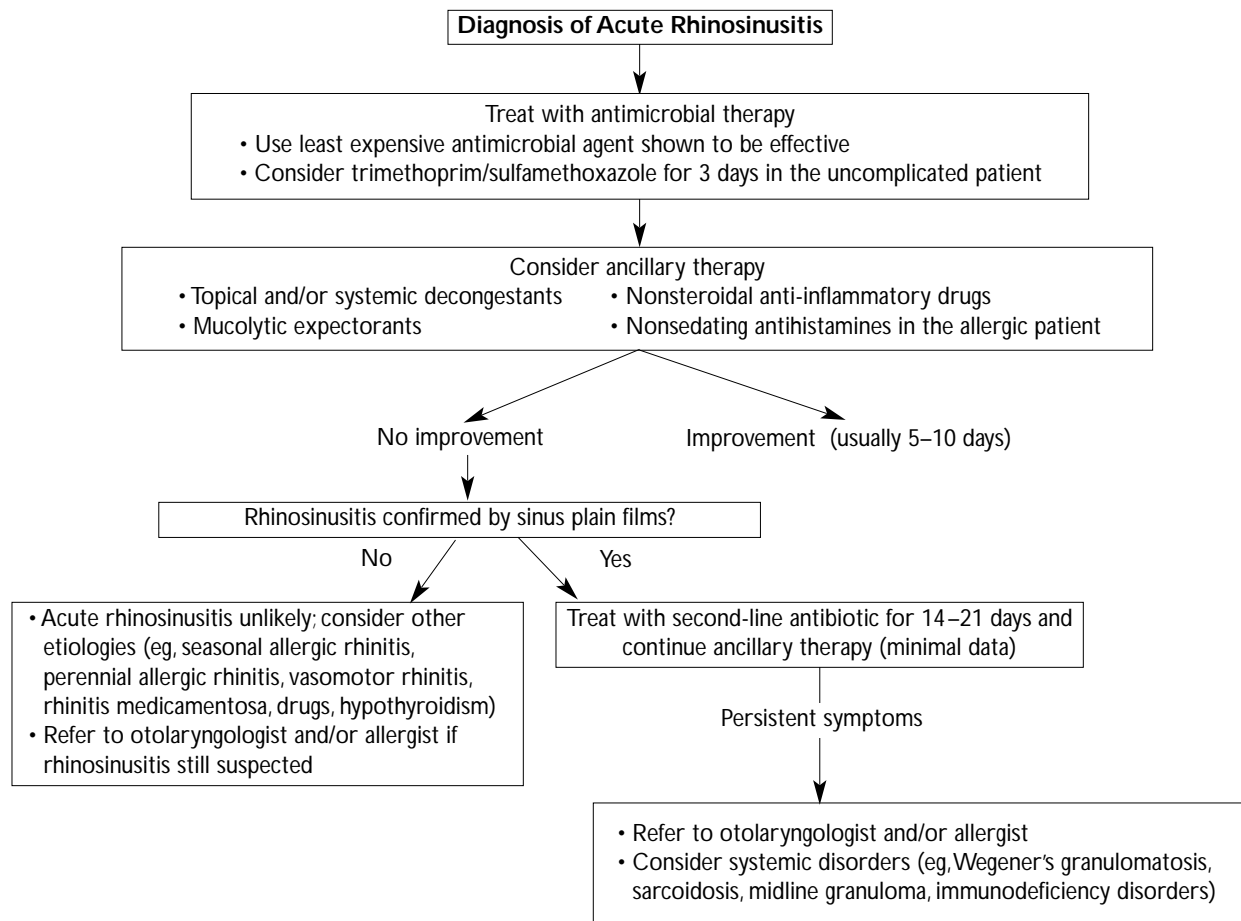 Diagnosis of Acute Rhinosinusitis
Treat with antimicrobial therapy
• Use least expensive antimicrobial agent shown to be effective
• Consider trimethoprim/sulfamethoxazole for 3 days in the uncomplicated patient
Consider ancillary therapy
• Topical and/or systemic decongestants
• Mucolytic expectorants
• Nonsteroidal anti-inflammatory drugs
• Nonsedating antihistamines in the allergic patient
No improvement
Improvement (usually 5–10 days)
Rhinosinusitis confirmed by sinus plain films?
No
Yes
• Acute rhinosinusitis unlikely; consider other
etiologies (eg, seasonal allergic rhinitis,
perennial allergic rhinitis, vasomotor rhinitis,
rhinitis medicamentosa, drugs, hypothyroidism)
• Refer to otolaryngologist and/or allergist if
rhinosinusitis still suspected
Treat with second-line antibiotic for 14–21 days and
continue ancillary therapy (minimal data)
Persistent symptoms
• Refer to otolaryngologist and/or allergist
• Consider systemic disorders (eg, Wegener's granulomatosis,
sarcoidosis, midline granuloma, immunodeficiency disorders)